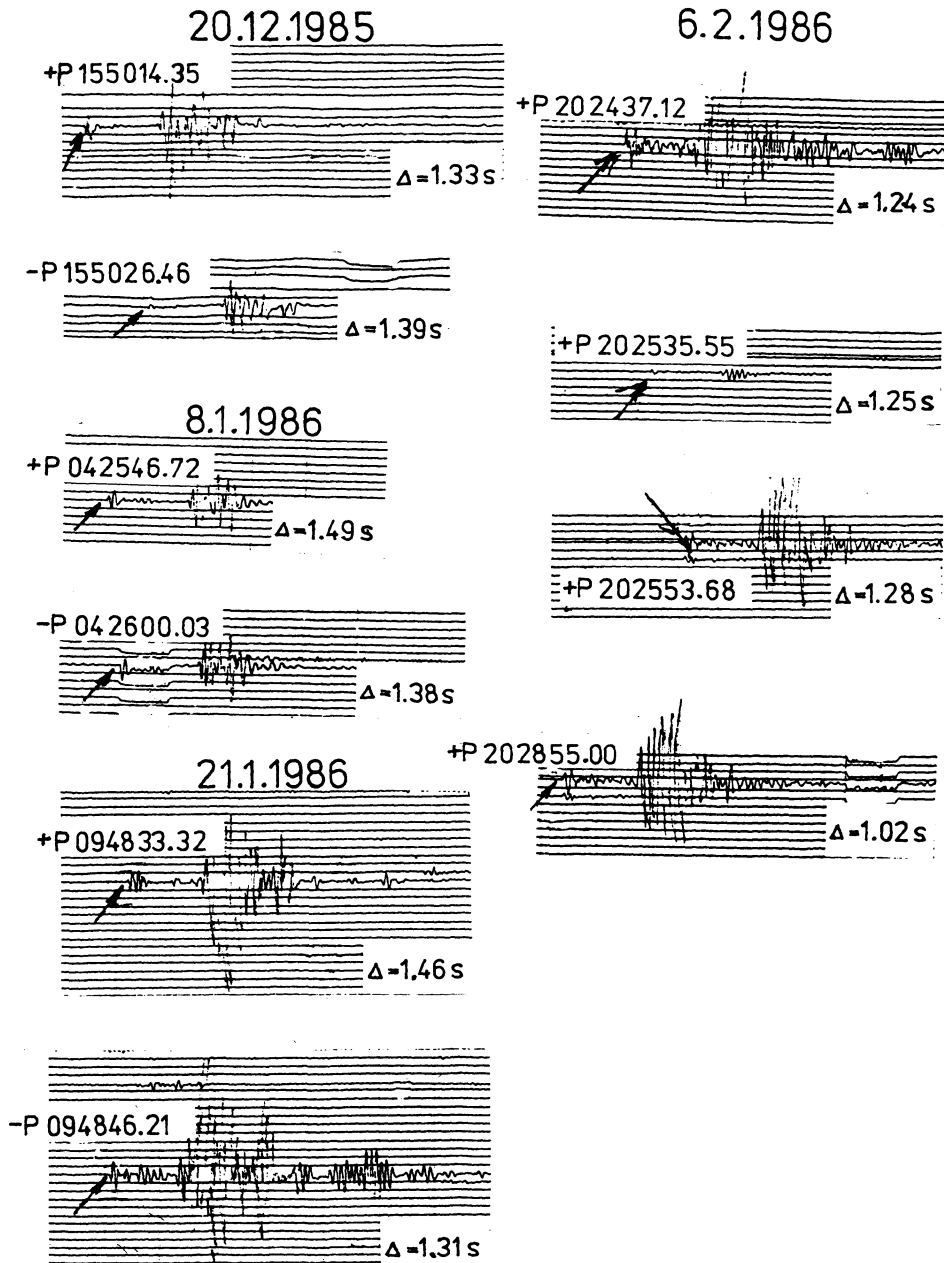 20.12.1985
+P 155014.35
Δ=1.33 s
-P 155026.46
Δ=1.39 s
8.1.1986
+P 042546.72
Δ=1.49 s
-P 042600.03
Δ=1.38 s
21.1.1986
+P 094833.32
Δ=1.46 s
-P 094846.21
Δ=1.31 s
6.2.1986
+P 202437.12
Δ=1.24 s
+P 202535.55
Δ=1.25 s
+P 202553.68
Δ=1.28 s
+P 202855.00
Δ=1.02 s